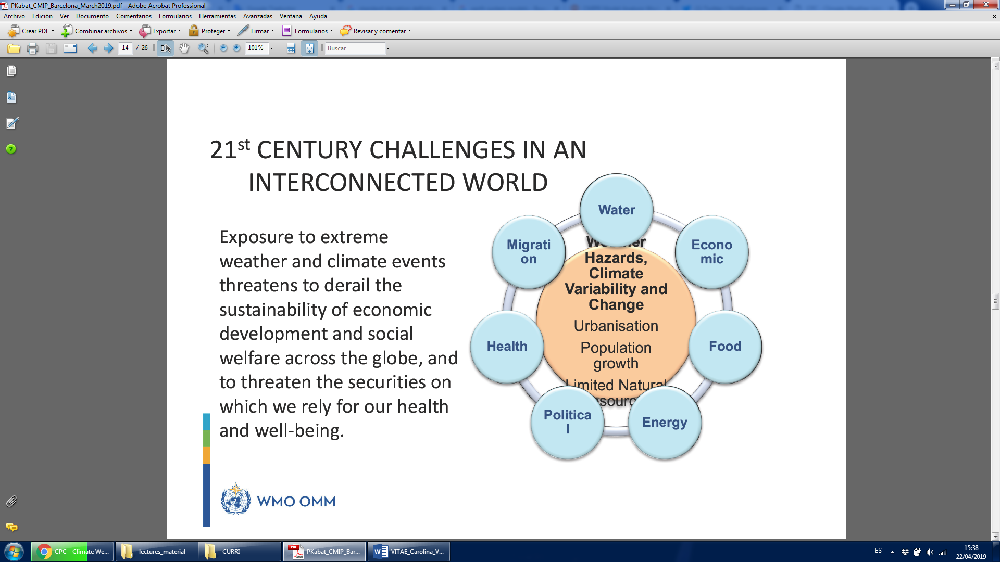 PKabat_CMIP_Barcelona_March2019.pdf - Adobe Acrobat Professional
Archivo Edición Ver Documento Comentarios Formularios Herramientas Avanzadas Ventana Ayuda
Crear PDF Combinar archivos Exportar Proteger Firmar Formularios Revisar y comentar
14 / 26 101% Buscar
21st CENTURY CHALLENGES IN AN
INTERCONNECTED WORLD
Exposure to extreme
weather and climate events
threatens to derail the
sustainability of economic
development and social
welfare across the globe, and
to threaten the securities on
which we rely for our health
and well-being.
Water
Migrati
on
Econo
mic
Hazards,
Climate
Variability and
Change
Urbanisation
Population
growth
Limited Natural
Health
Food
Politica
l
Energy
WMO OMM
CPC - Climate We... lectures_material CURRI PKabat_CMIP_Bar... VITAE_Carolina_V... ES
15:38
22/04/2019